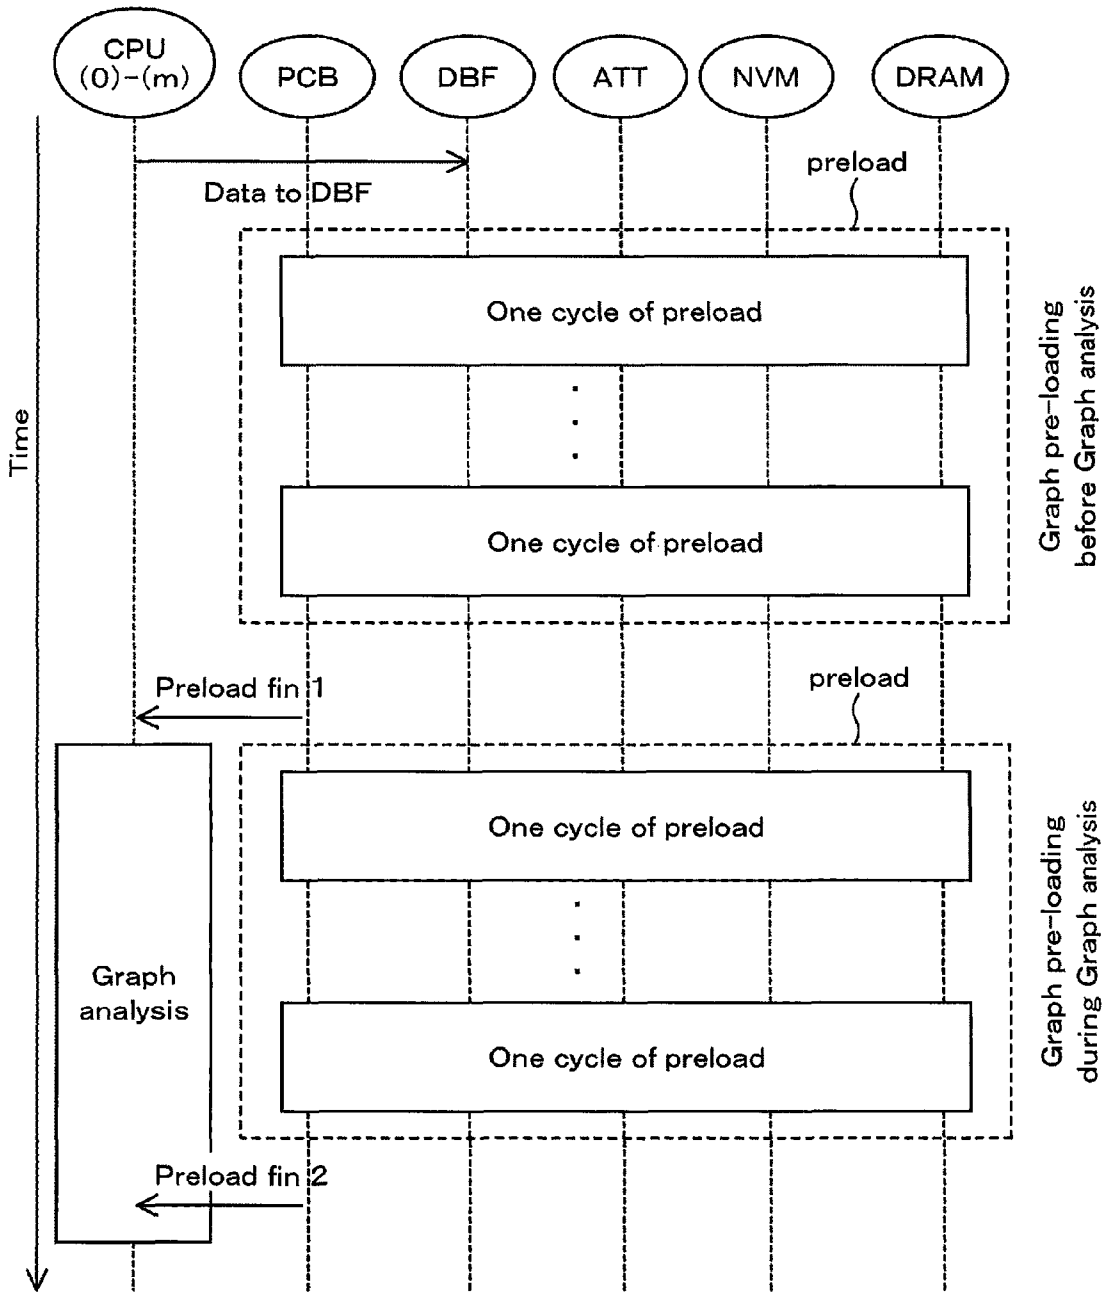 CPU
(0)-(m)
PCB
DBF
ATT
NVM
DRAM
Data to DBF
preload
One cycle of preload
One cycle of preload
Graph pre-loading
before Graph analysis
Time
Preload fin 1
preload
One cycle of preload
Graph
analysis
One cycle of preload
Graph pre-loading
during Graph analysis
Preload fin 2